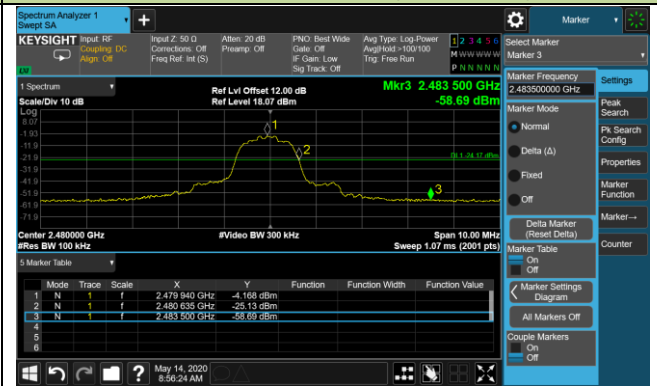 Spectrum Analyzer 1
Swept SA
+
Marker
KEYSIGHT
Input: RF
Coupling: DC
Align: Off
Input Z: 50 Ω
Corrections: Off
Freq Ref: Int (S)
Atten: 20 dB
Preamp: Off
PNO: Best Wide
Gate: Off
IF Gain: Low
Sig Track: Off
Avg Type: Log-Power
Avg|Hold:>100/100
Trig: Free Run
1 2 3 4 5 6
M W W W W W
P N N N N N
Select Marker
Marker 3
1 Spectrum
Scale/Div 10 dB
Log
Ref Lvl Offset 12.00 dB
Ref Level 18.07 dBm
Mkr3 2.483 500 GHz
-58.69 dBm
8.07
-1.93
-11.9
-21.9
-31.9
-41.9
-51.9
-61.9
-71.9
1
2
3
DL1 -24.17 dBm
Center 2.480000 GHz
#Res BW 100 kHz
#Video BW 300 kHz
Span 10.00 MHz
Sweep 1.07 ms (2001 pts)
5 Marker Table
Mode Trace Scale X Y Function Function Width Function Value
1 N 1 f 2.479 940 GHz -4.168 dBm
2 N 1 f 2.480 635 GHz -25.13 dBm
3 N 1 f 2.483 500 GHz -58.69 dBm
4
5
6
Marker Frequency
2.483500000 GHz
Marker Mode
Normal
Delta (Δ)
Fixed
Off
Delta Marker
(Reset Delta)
Marker Table
On
Off
Marker Settings
Diagram
All Markers Off
Couple Markers
On
Off
Settings
Peak
Search
Pk Search
Config
Properties
Marker
Function
Marker→
Counter
?
May 14, 2020
8:56:24 AM